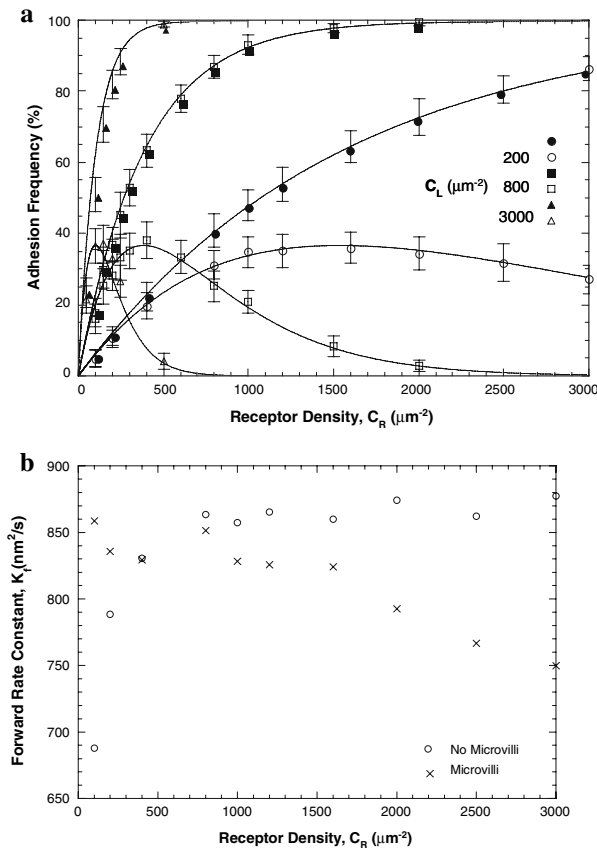 a
100
80
60
40
20
0
Adhesion Frequency (%)
C_L (μm⁻²)
200
800
3000
0 500 1000 1500 2000 2500 3000
Receptor Density, C_R (μm⁻²)
b
900
850
800
750
700
650
Forward Rate Constant, K_f(nm²/s)
No Microvilli
Microvilli
0 500 1000 1500 2000 2500 3000
Receptor Density, C_R (μm⁻²)